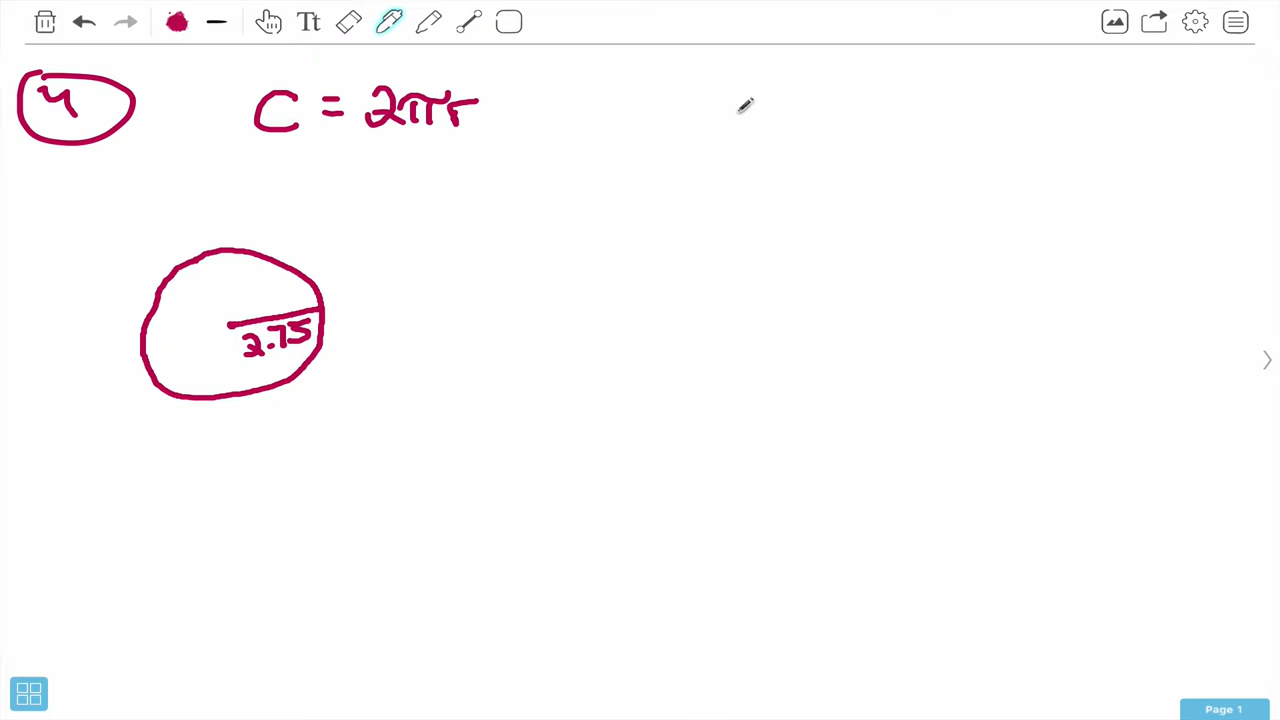 Tt
4
C = 2πr
2.75
Page 1